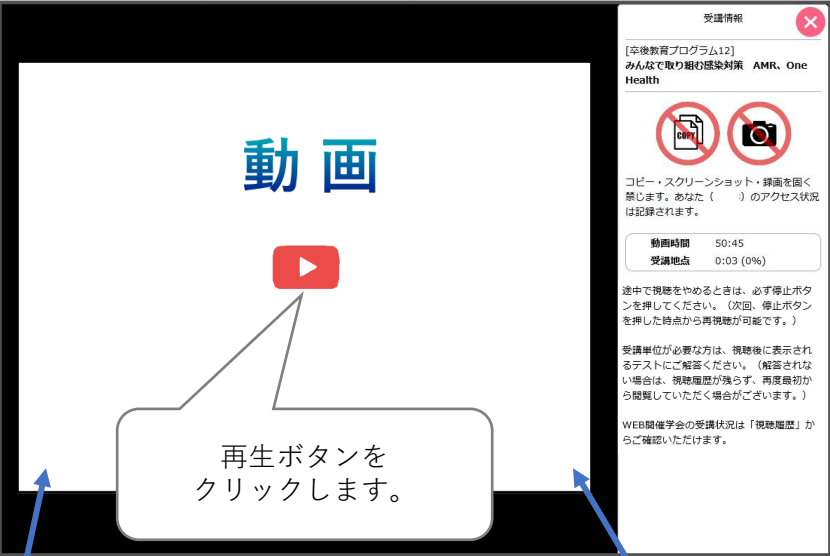 動画
再生ボタンを
クリックします。
受講情報
[卒後教育プログラム12]
みんなで取り組む感染対策　AMR、One
Health
COPY
コピー・スクリーンショット・録画を固く
禁じます。あなた（　　:）のアクセス状況
は記録されます。
動画時間　50:45
受講地点　0:03 (0%)
途中で視聴をやめるときは、必ず停止ボタ
ンを押してください。（次回、停止ボタン
を押した時点から再視聴が可能です。）
受講単位が必要な方は、視聴後に表示され
るテストにご解答ください。（解答されな
い場合は、視聴履歴が残らず、再度最初か
ら閲覧していただく場合がございます。）
WEB開催学会の受講状況は「視聴履歴」か
らご確認いただけます。